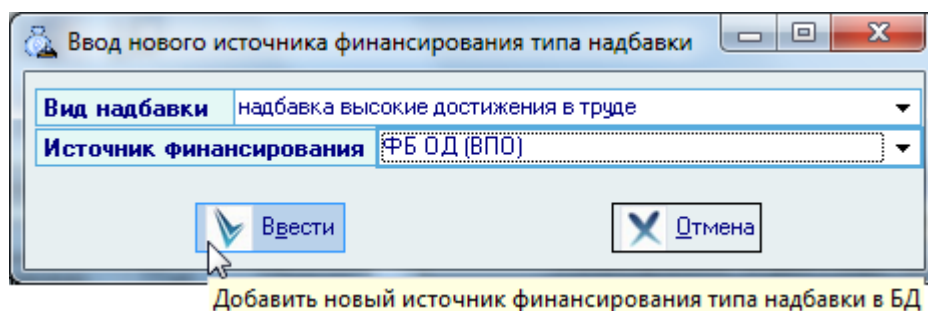 Ввод нового источника финансирования типа надбавки
Вид надбавки надбавка высокие достижения в труде
Источник финансирования ФБ ОД (ВПО)
Ввести Отмена
Добавить новый источник финансирования типа надбавки в БД